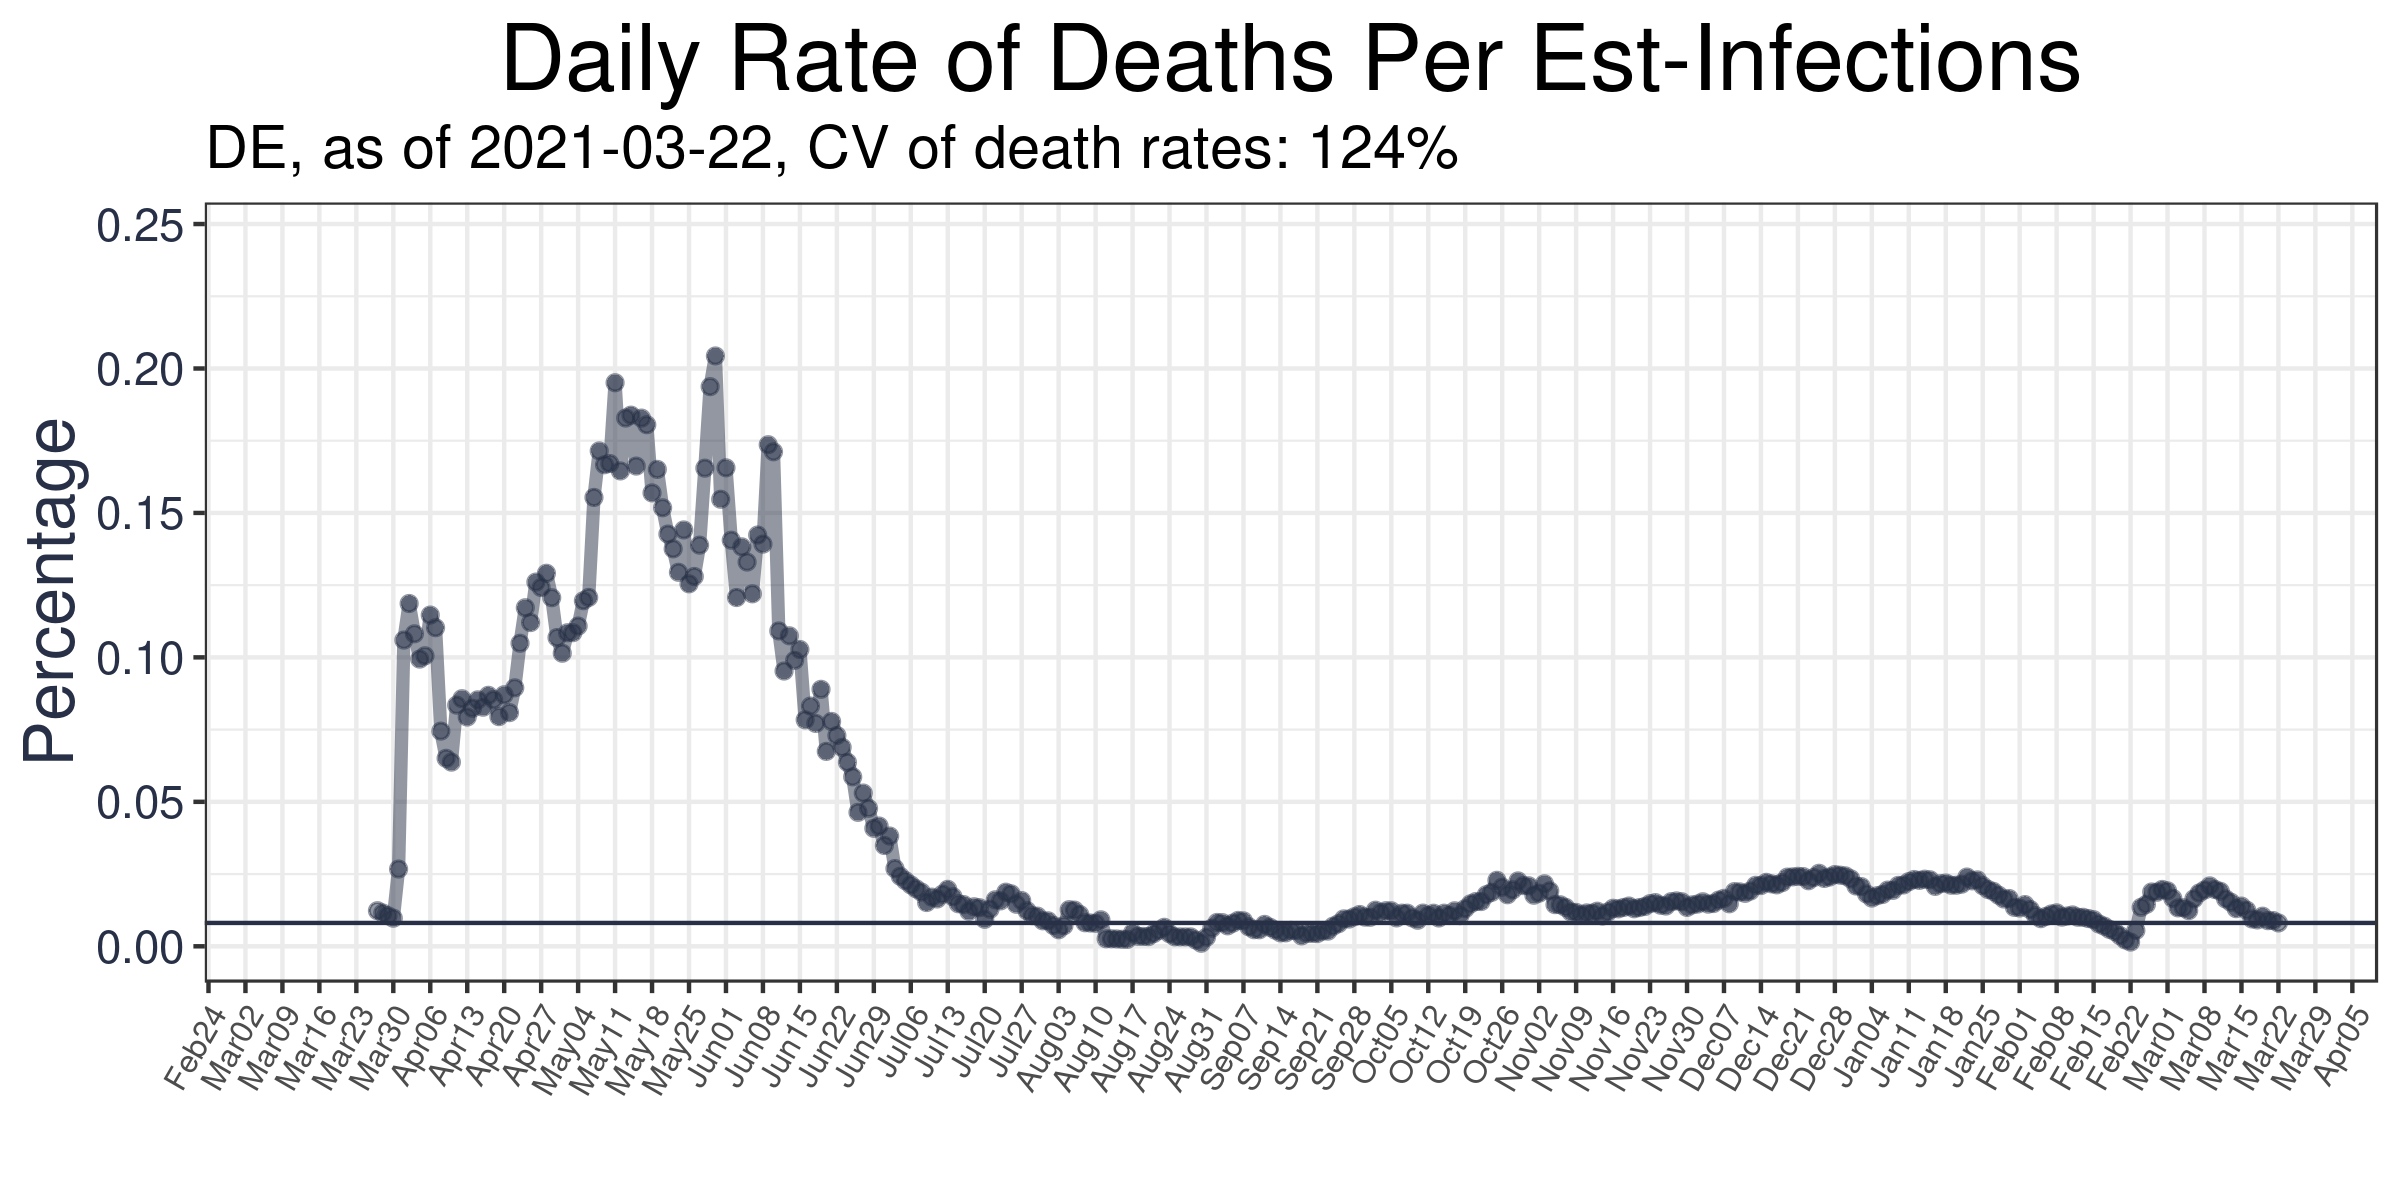 Daily Rate of Deaths Per Est-Infections
DE, as of 2021-03-22, CV of death rates: 124%
Percentage
0.25
0.20
0.15
0.10
0.05
0.00
Feb24
Mar02
Mar09
Mar16
Mar23
Mar30
Apr06
Apr13
Apr20
Apr27
May04
May11
May18
May25
Jun01
Jun08
Jun15
Jun22
Jun29
Jul06
Jul13
Jul20
Jul27
Aug03
Aug10
Aug17
Aug24
Aug31
Sep07
Sep14
Sep21
Sep28
Oct05
Oct12
Oct19
Oct26
Nov02
Nov09
Nov16
Nov23
Nov30
Dec07
Dec14
Dec21
Dec28
Jan04
Jan11
Jan18
Jan25
Feb01
Feb08
Feb15
Feb22
Mar01
Mar08
Mar15
Mar22
Mar29
Apr05